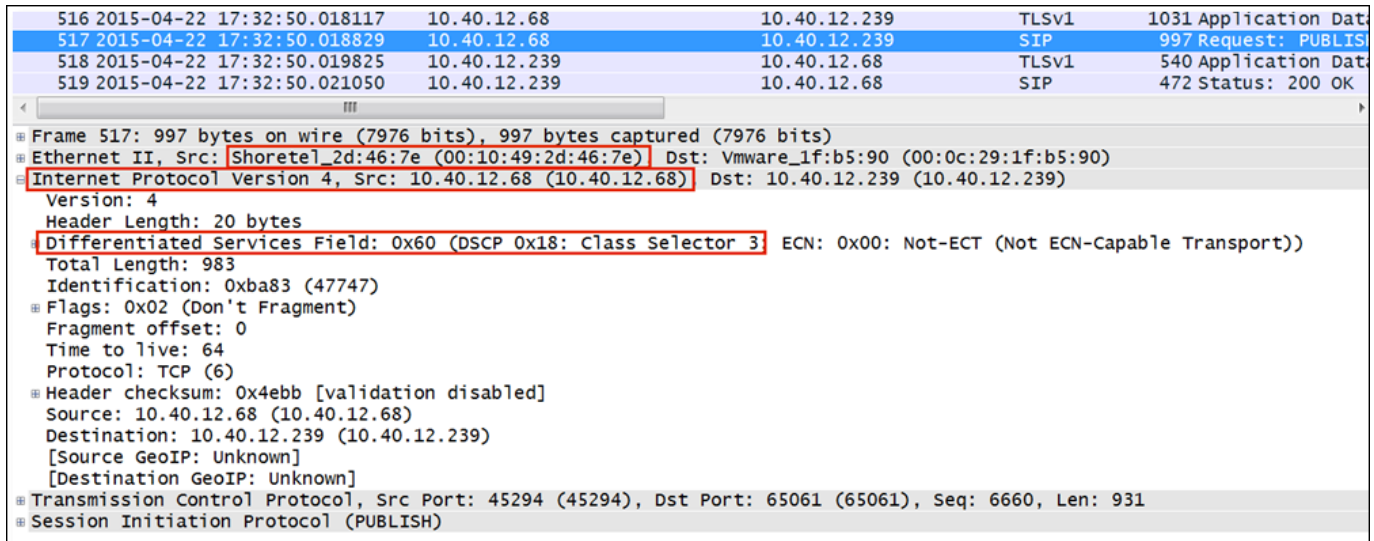 516 2015-04-22 17:32:50.018117 10.40.12.68 10.40.12.239 TLSv1 1031 Application Data
517 2015-04-22 17:32:50.018829 10.40.12.68 10.40.12.239 SIP 997 Request: PUBLIS
518 2015-04-22 17:32:50.019825 10.40.12.239 10.40.12.68 TLSv1 540 Application Data
519 2015-04-22 17:32:50.021050 10.40.12.239 10.40.12.68 SIP 472 Status: 200 OK
Frame 517: 997 bytes on wire (7976 bits), 997 bytes captured (7976 bits)
Ethernet II, Src: Shoretel_2d:46:7e (00:10:49:2d:46:7e), Dst: Vmware_1f:b5:90 (00:0c:29:1f:b5:90)
Internet Protocol Version 4, Src: 10.40.12.68 (10.40.12.68), Dst: 10.40.12.239 (10.40.12.239)
Version: 4
Header Length: 20 bytes
Differentiated Services Field: 0x60 (DSCP 0x18: Class Selector 3; ECN: 0x00: Not-ECT (Not ECN-Capable Transport))
Total Length: 983
Identification: 0xba83 (47747)
Flags: 0x02 (Don't Fragment)
Fragment offset: 0
Time to live: 64
Protocol: TCP (6)
Header checksum: 0x4ebb [validation disabled]
Source: 10.40.12.68 (10.40.12.68)
Destination: 10.40.12.239 (10.40.12.239)
[Source GeoIP: Unknown]
[Destination GeoIP: Unknown]
Transmission Control Protocol, Src Port: 45294 (45294), Dst Port: 65061 (65061), Seq: 6660, Len: 931
Session Initiation Protocol (PUBLISH)